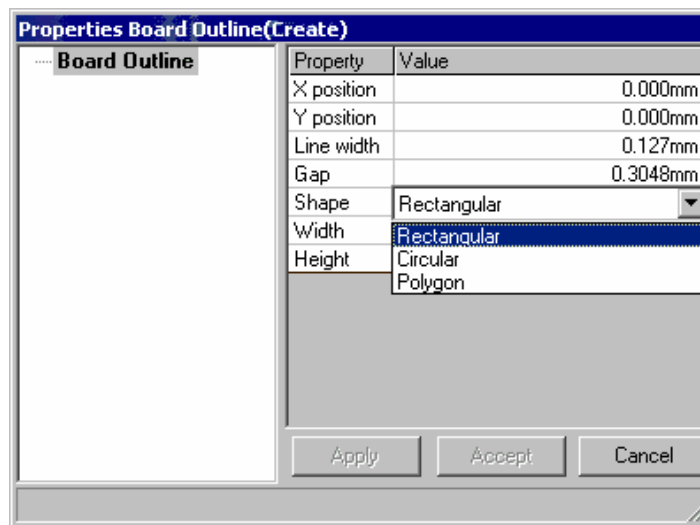 Properties Board Outline(Create)
Board Outline
Property Value
X position 0.000mm
Y position 0.000mm
Line width 0.127mm
Gap 0.3048mm
Shape Rectangular
Width Rectangular
Height Circular
Polygon
Apply Accept Cancel